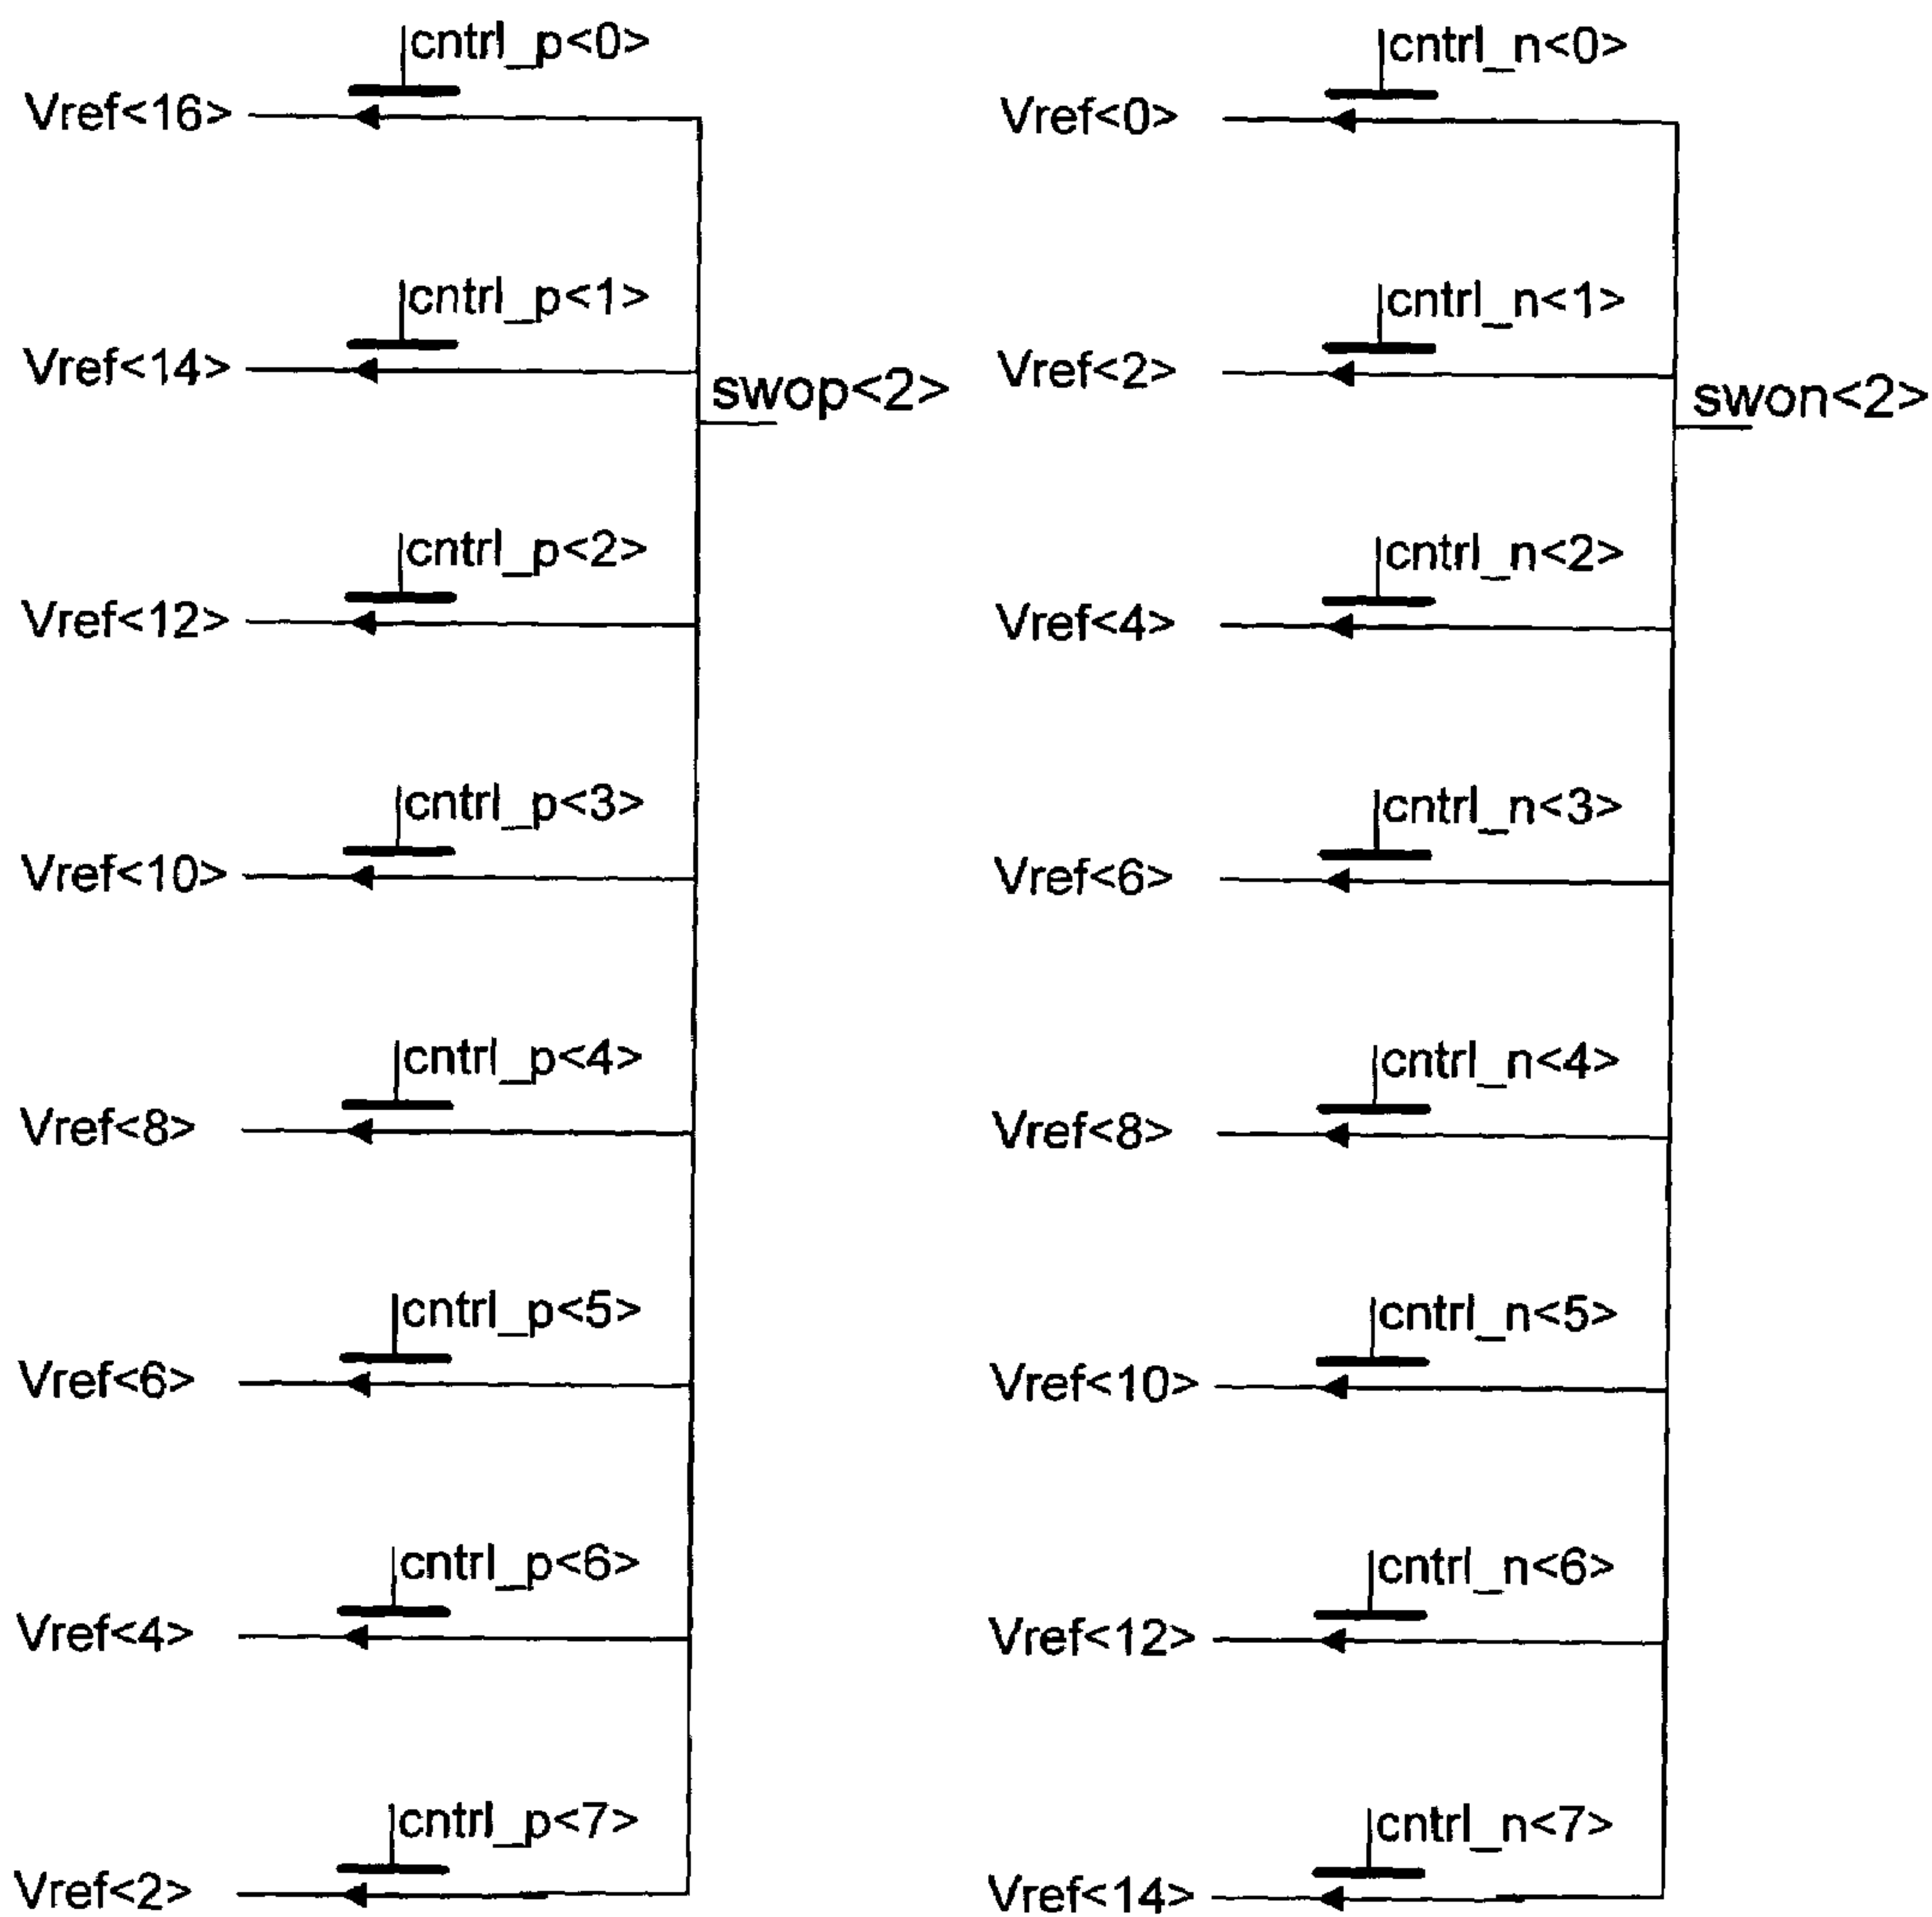 cntrl_p<0>
Vref<16>
cntrl_p<1>
Vref<14>
swop<2>
cntrl_p<2>
Vref<12>
cntrl_p<3>
Vref<10>
cntrl_p<4>
Vref<8>
cntrl_p<5>
Vref<6>
cntrl_p<6>
Vref<4>
cntrl_p<7>
Vref<2>
cntrl_n<0>
Vref<0>
cntrl_n<1>
Vref<2>
swon<2>
cntrl_n<2>
Vref<4>
cntrl_n<3>
Vref<6>
cntrl_n<4>
Vref<8>
cntrl_n<5>
Vref<10>
cntrl_n<6>
Vref<12>
cntrl_n<7>
Vref<14>